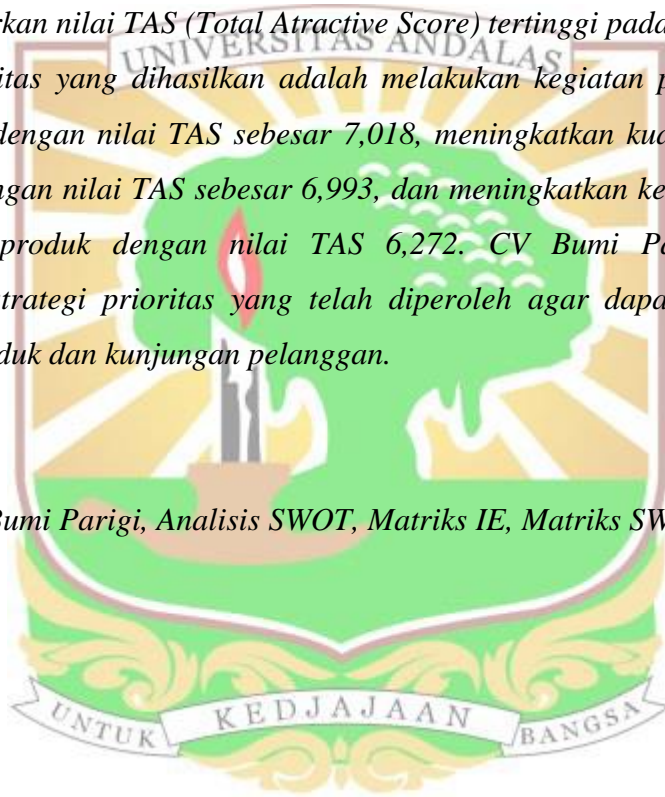 rkan nilai TAS (Total Atractive Score) tertinggi pada
UNIVERSITAS ANDALAS
itas yang dihasilkan adalah melakukan kegiatan p
dengan nilai TAS sebesar 7,018, meningkatkan kua
ngan nilai TAS sebesar 6,993, dan meningkatkan ke
produk dengan nilai TAS 6,272. CV Bumi Pa
trategi prioritas yang telah diperoleh agar dapa
duk dan kunjungan pelanggan.
Bumi Parigi, Analisis SWOT, Matriks IE, Matriks SW
UNTUK KEDJAJAAN BANGSA